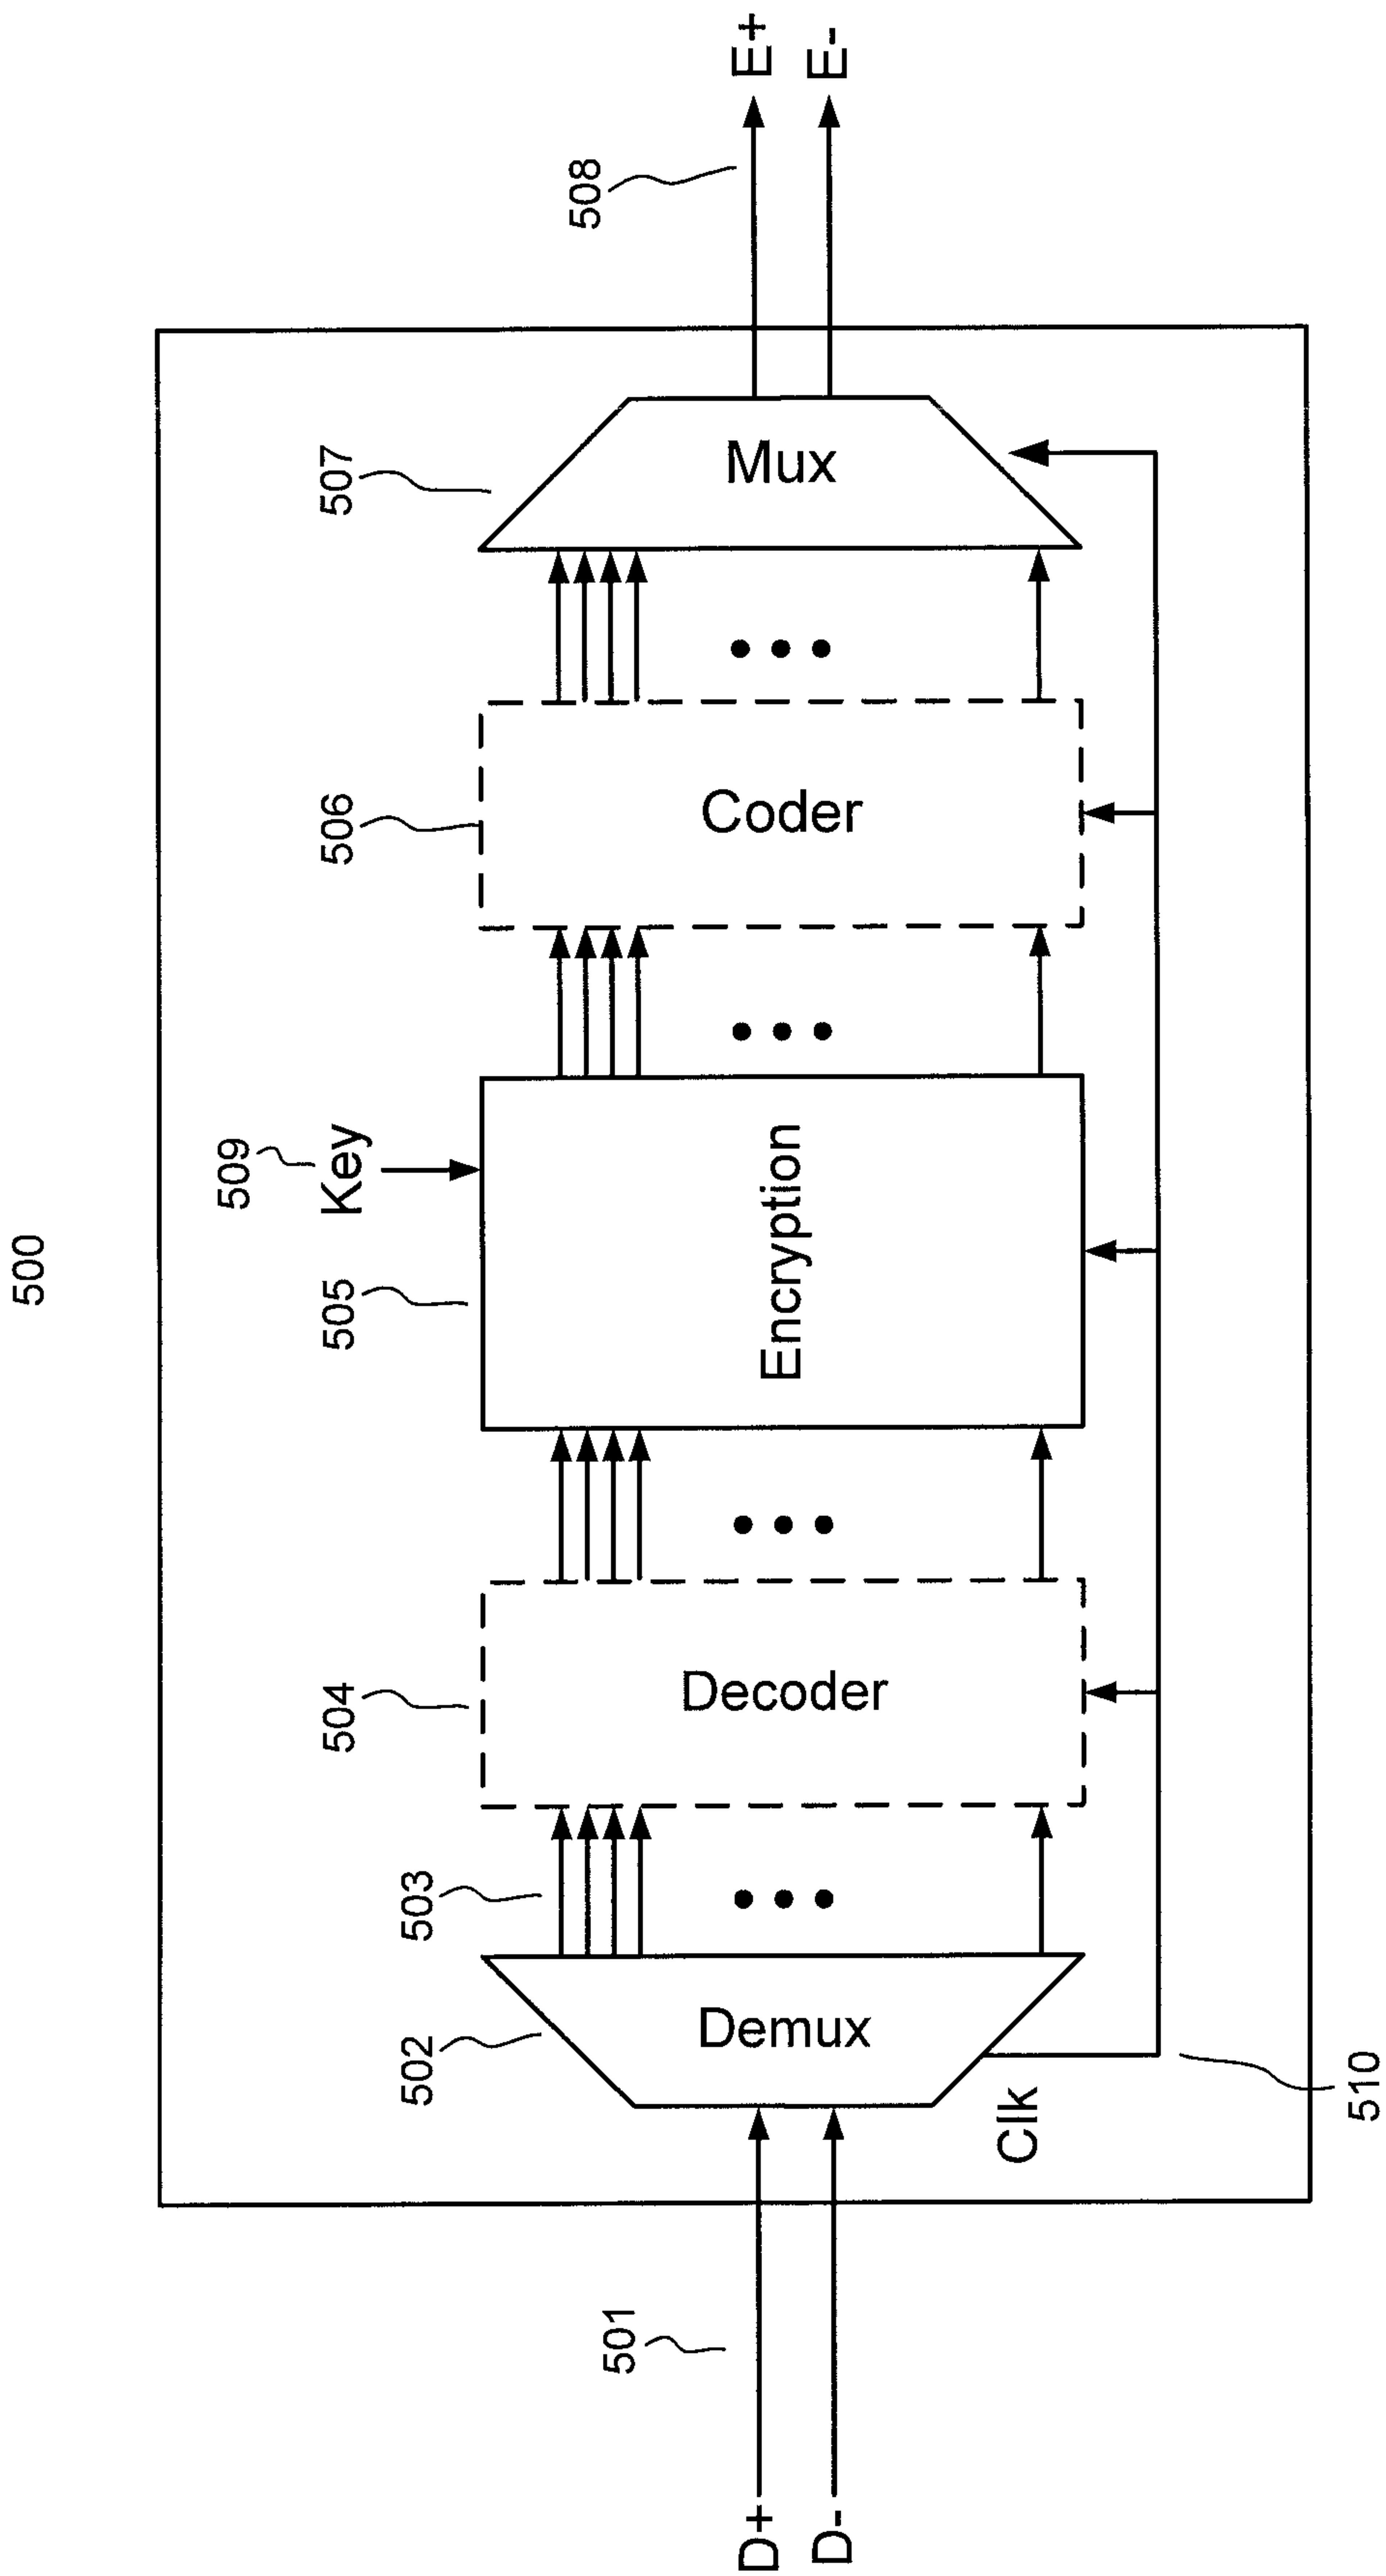 500
509
Key
502
503
504
505
506
507
508
501
D+
D-
Demux
Decoder
Encryption
Coder
Mux
E+
E-
Clk
510